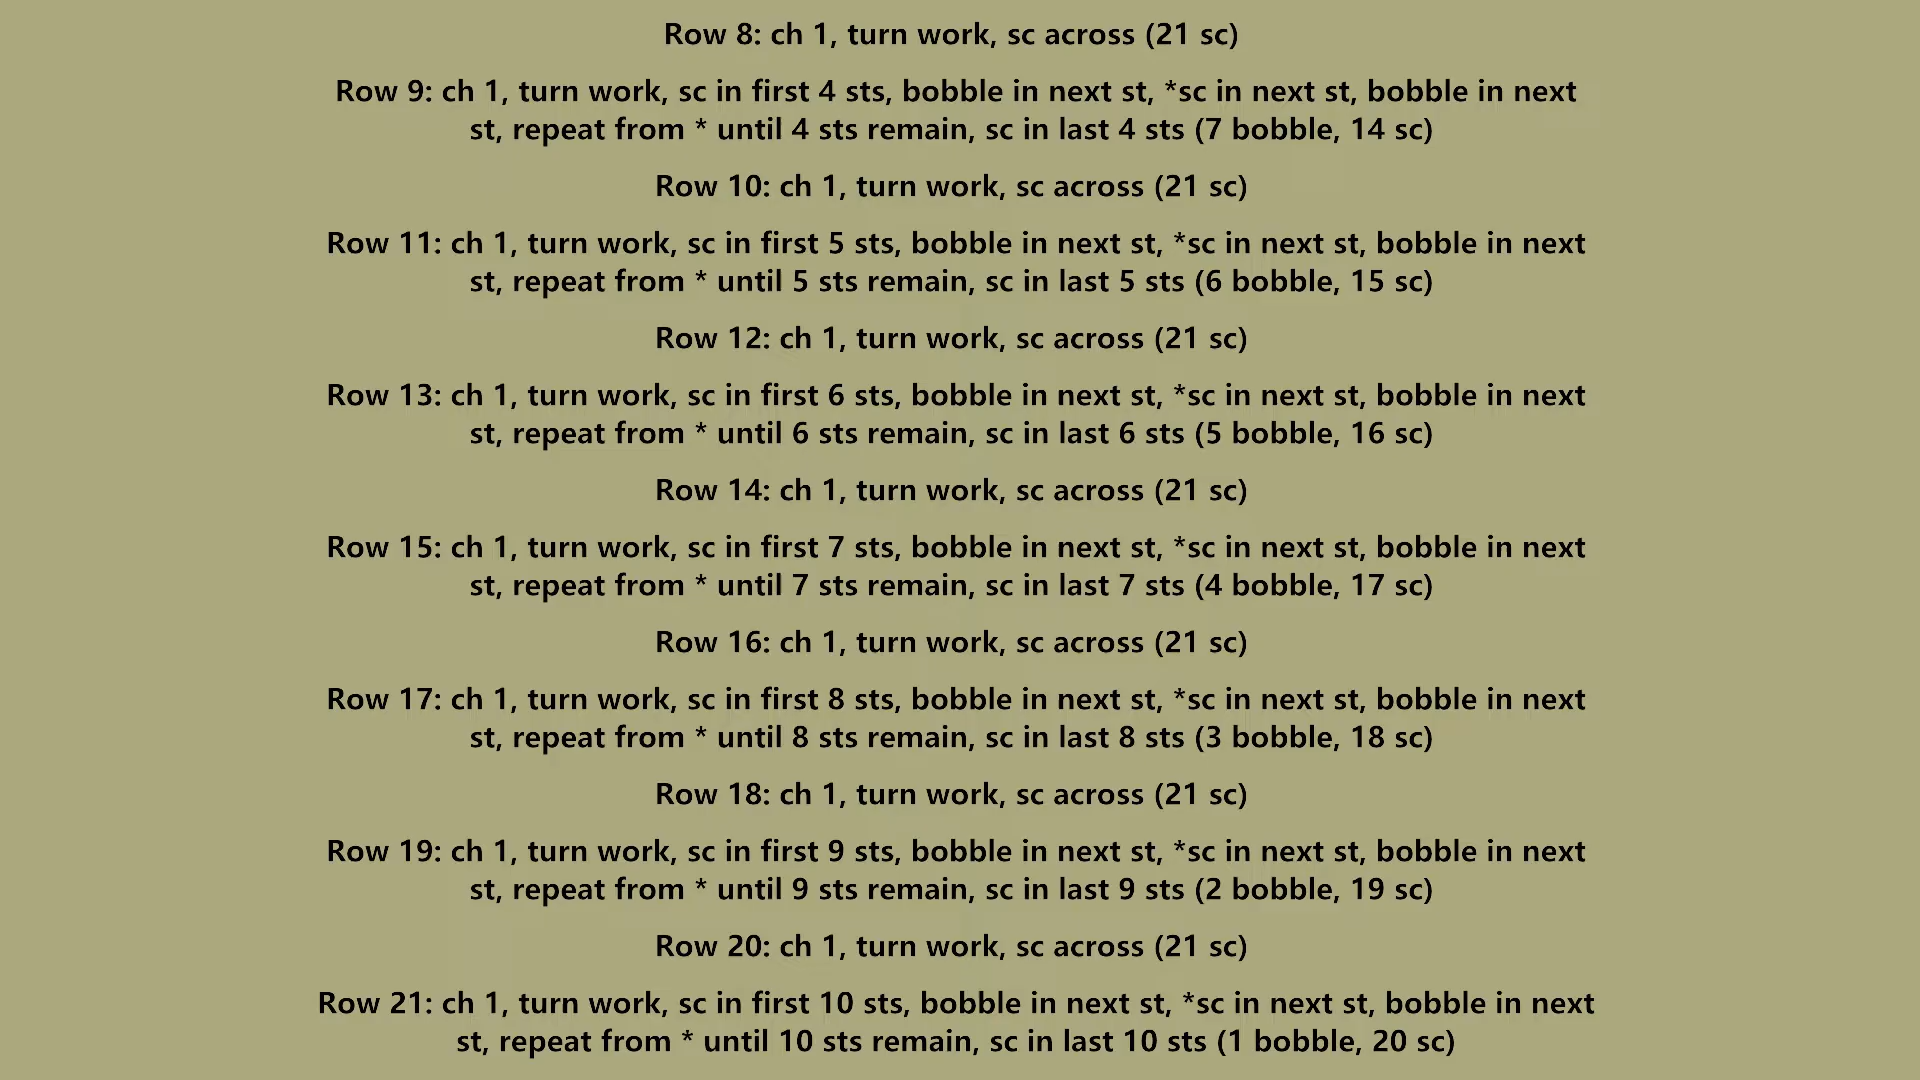 Row 8: ch 1, turn work, sc across (21 sc)
Row 9: ch 1, turn work, sc in first 4 sts, bobble in next st, *sc in next st, bobble in next
st, repeat from * until 4 sts remain, sc in last 4 sts (7 bobble, 14 sc)
Row 10: ch 1, turn work, sc across (21 sc)
Row 11: ch 1, turn work, sc in first 5 sts, bobble in next st, *sc in next st, bobble in next
st, repeat from * until 5 sts remain, sc in last 5 sts (6 bobble, 15 sc)
Row 12: ch 1, turn work, sc across (21 sc)
Row 13: ch 1, turn work, sc in first 6 sts, bobble in next st, *sc in next st, bobble in next
st, repeat from * until 6 sts remain, sc in last 6 sts (5 bobble, 16 sc)
Row 14: ch 1, turn work, sc across (21 sc)
Row 15: ch 1, turn work, sc in first 7 sts, bobble in next st, *sc in next st, bobble in next
st, repeat from * until 7 sts remain, sc in last 7 sts (4 bobble, 17 sc)
Row 16: ch 1, turn work, sc across (21 sc)
Row 17: ch 1, turn work, sc in first 8 sts, bobble in next st, *sc in next st, bobble in next
st, repeat from * until 8 sts remain, sc in last 8 sts (3 bobble, 18 sc)
Row 18: ch 1, turn work, sc across (21 sc)
Row 19: ch 1, turn work, sc in first 9 sts, bobble in next st, *sc in next st, bobble in next
st, repeat from * until 9 sts remain, sc in last 9 sts (2 bobble, 19 sc)
Row 20: ch 1, turn work, sc across (21 sc)
Row 21: ch 1, turn work, sc in first 10 sts, bobble in next st, *sc in next st, bobble in next
st, repeat from * until 10 sts remain, sc in last 10 sts (1 bobble, 20 sc)